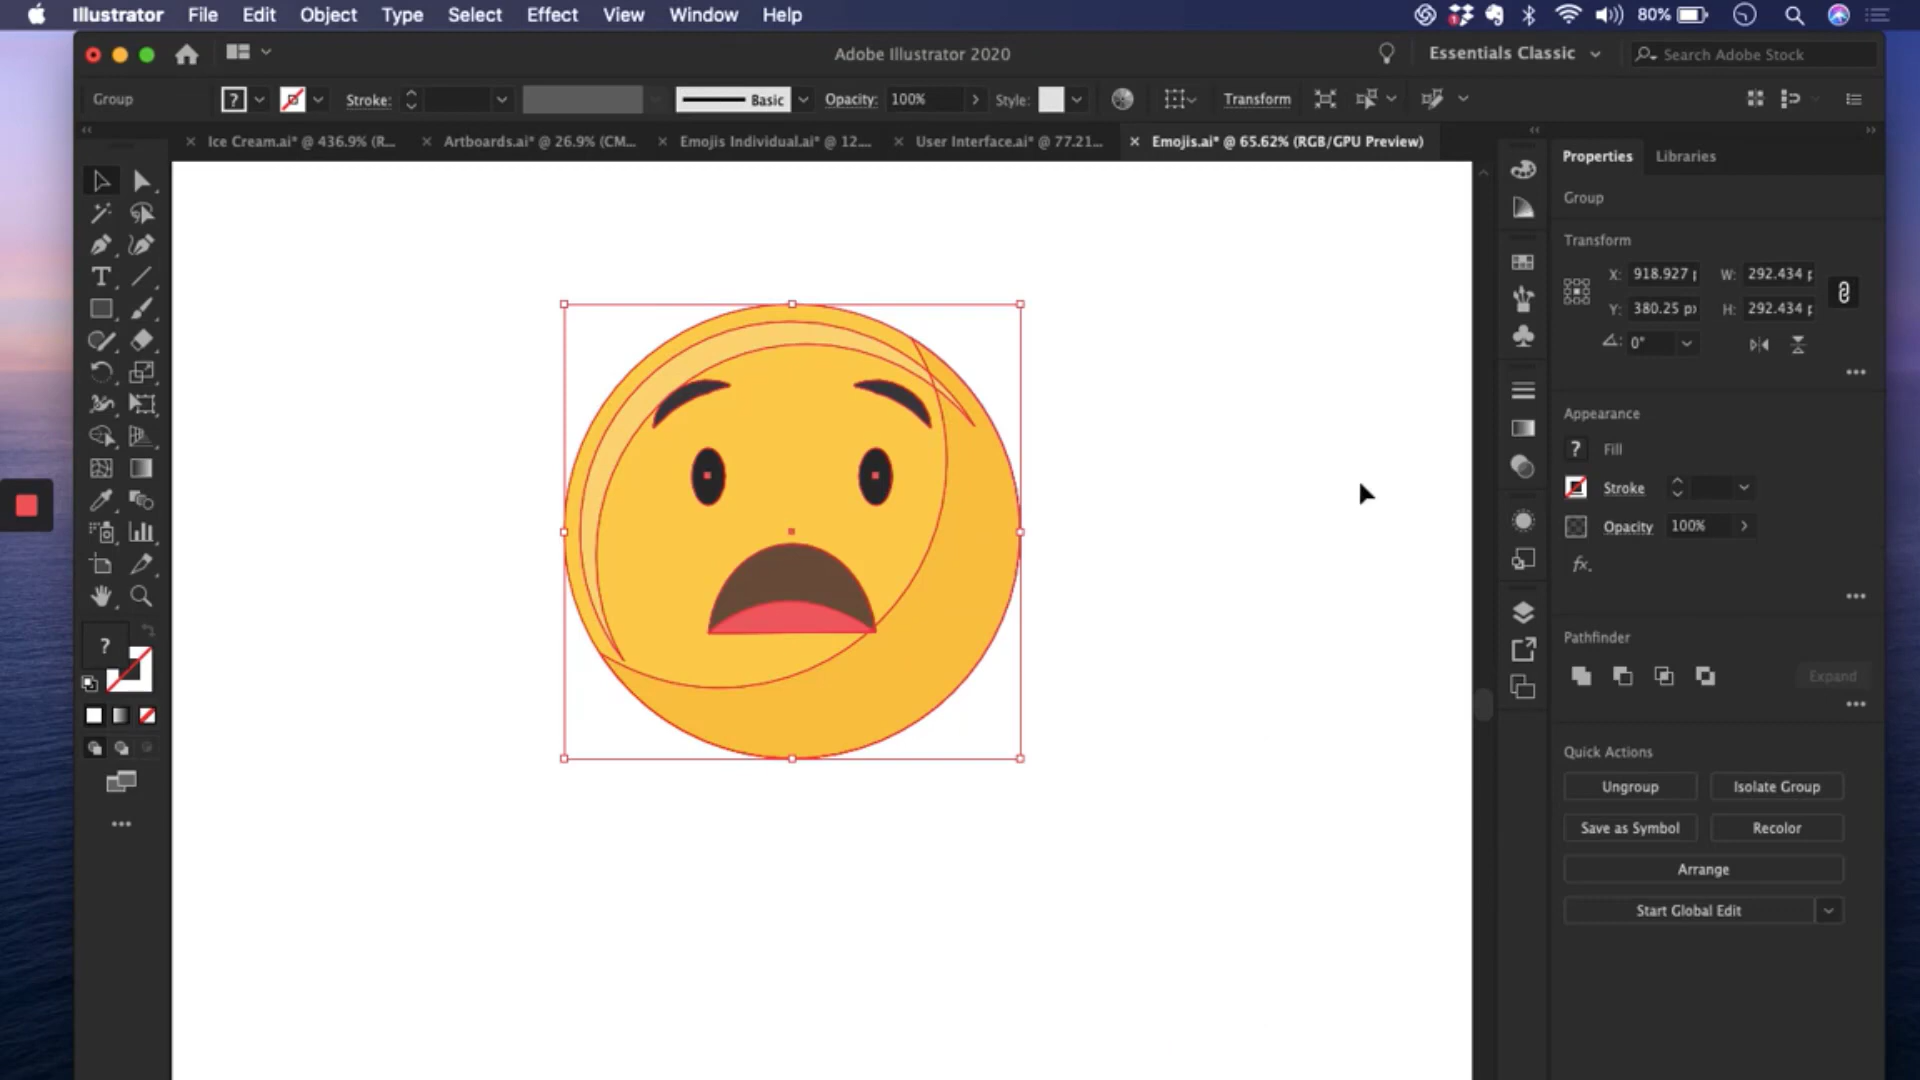 Illustrator File Edit Object Type Select Effect View Window Help 80%
Adobe Illustrator 2020 Essentials Classic Search Adobe Stock
Group ? Stroke: Basic Opacity: 100% Style: Transform
Ice Cream.ai* @ 436.9% (R... Artboards.ai* @ 26.9% (CM... Emojis Individual.ai* @ 12.... User Interface.ai* @ 77.21... Emojis.ai* @ 65.62% (RGB/GPU Preview)
Properties Libraries
Group
Transform
X: 918.927 W: 292.434
Y: 380.25 px H: 292.434
0°
Appearance
? Fill
Stroke
Opacity 100%
fx.
Pathfinder
Expand
Quick Actions
Ungroup Isolate Group
Save as Symbol Recolor
Arrange
Start Global Edit
T
?